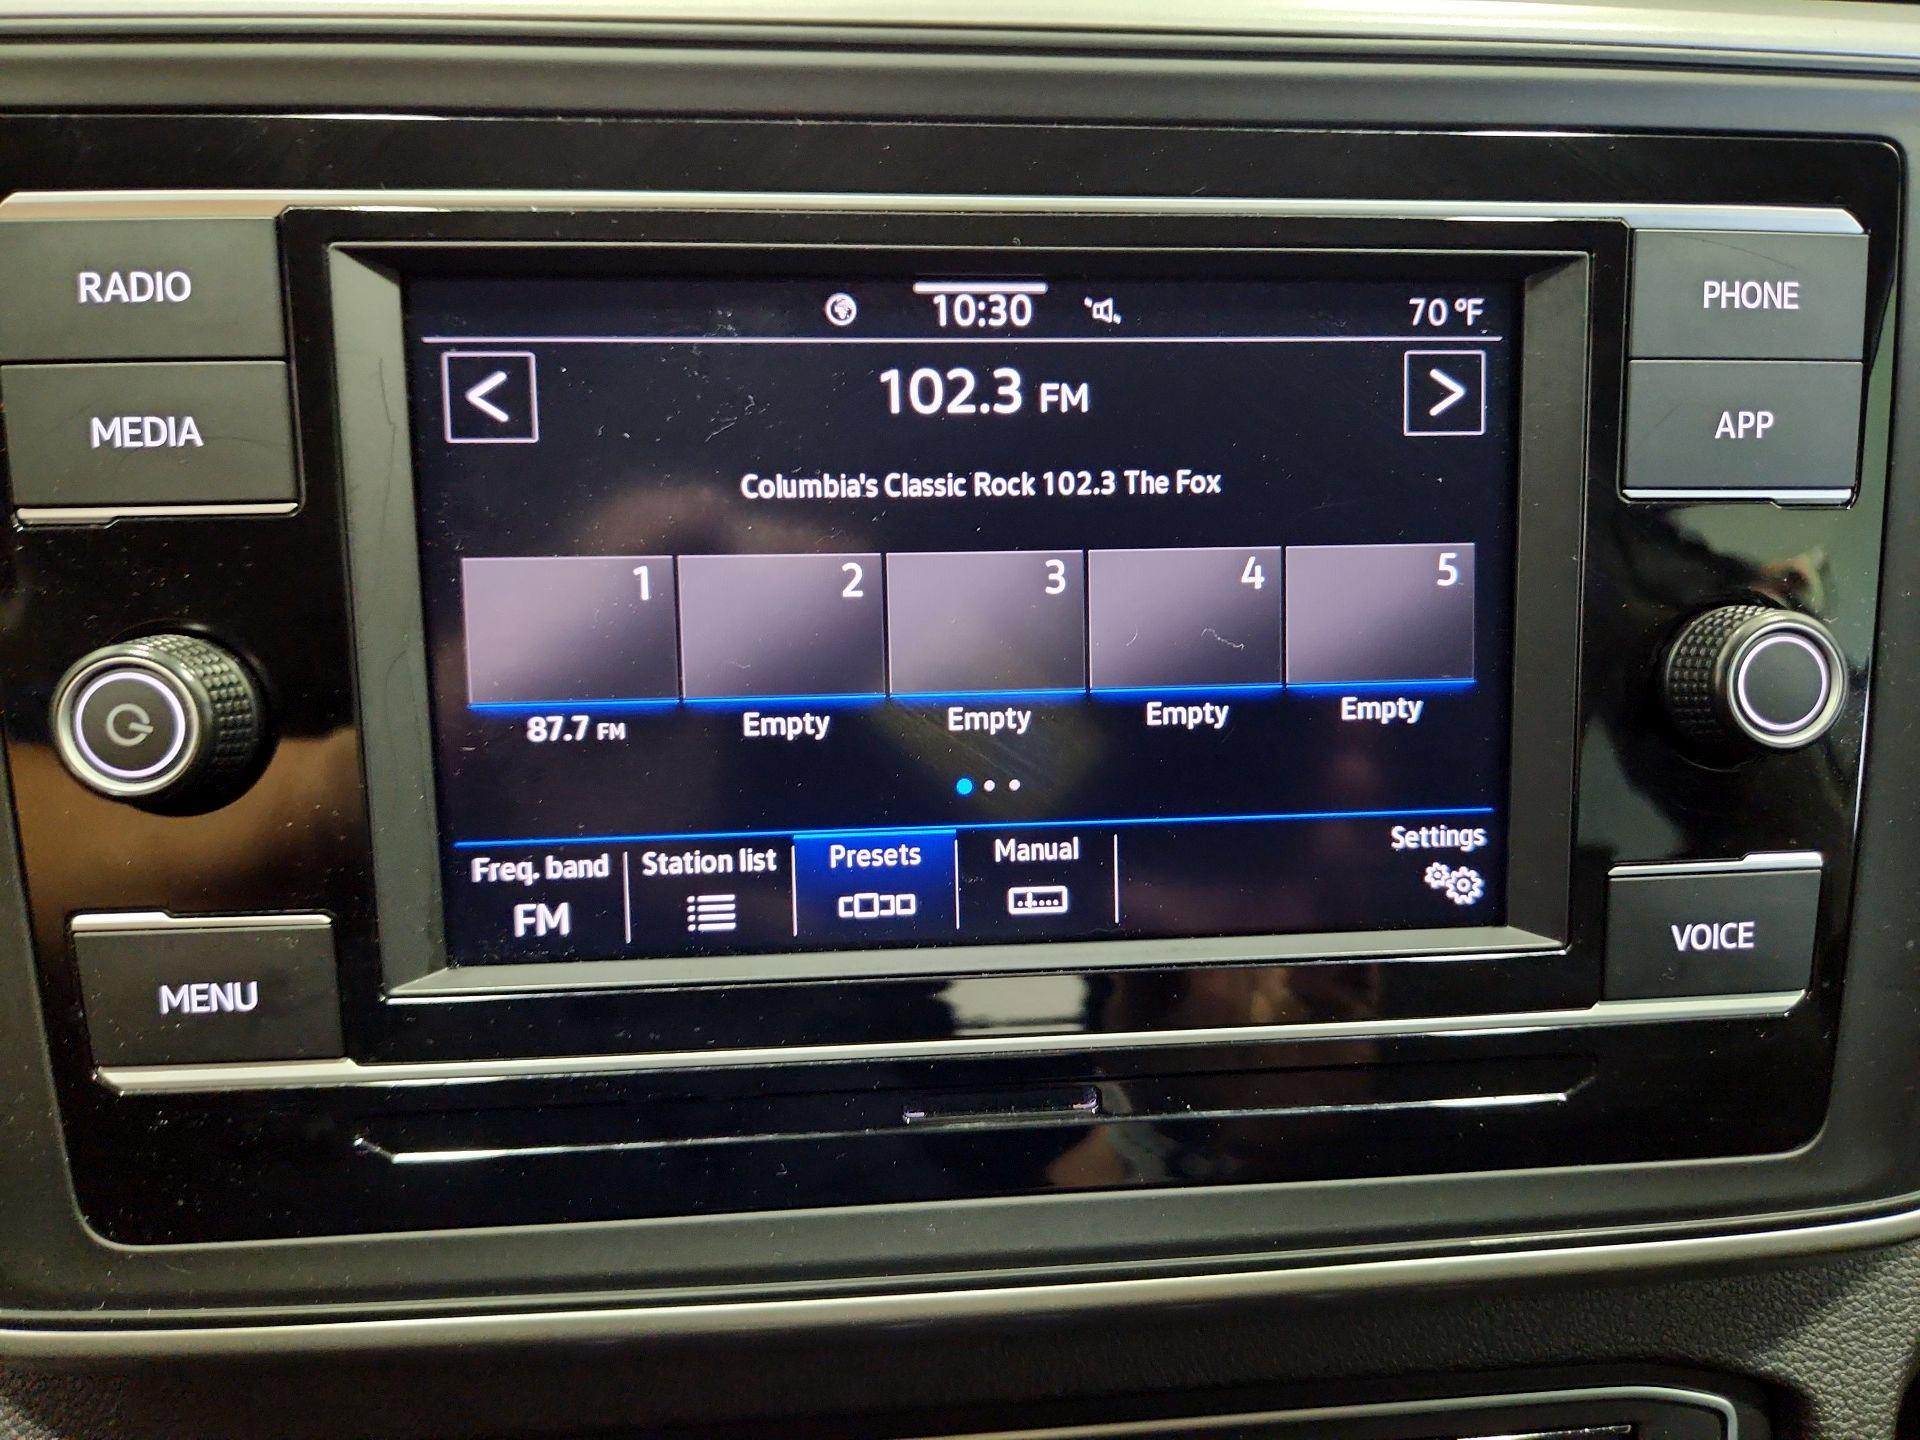 RADIO
MEDIA
MENU
10:30
70 °F
102.3 FM
Columbia's Classic Rock 102.3 The Fox
1
2
3
4
5
87.7 FM
Empty
Empty
Empty
Empty
Freq. band
FM
Station list
Presets
Manual
Settings
PHONE
APP
VOICE